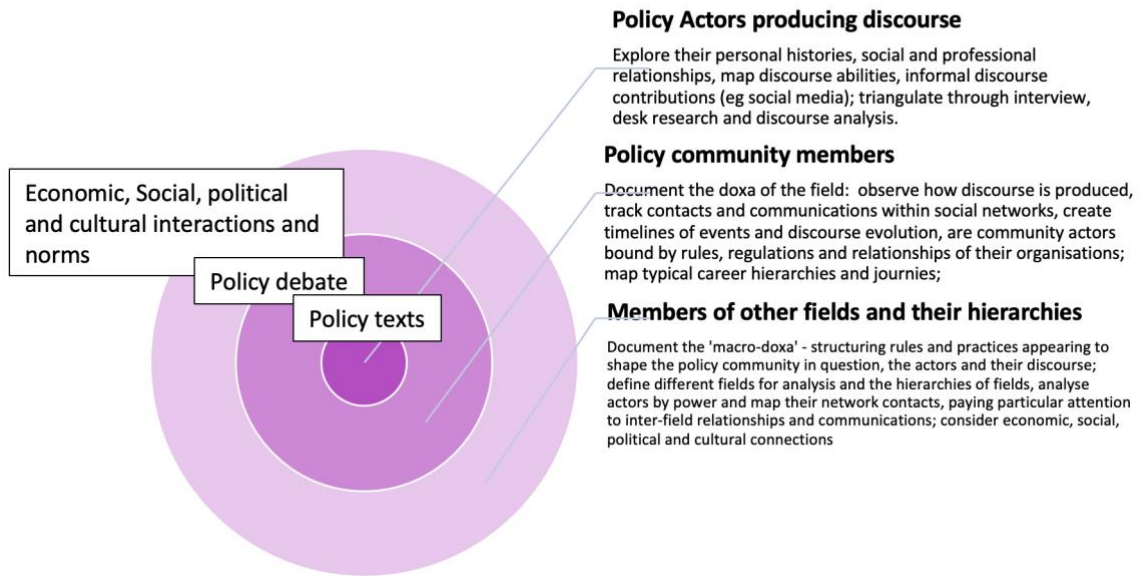 Policy Actors producing discourse
Explore their personal histories, social and professional
relationships, map discourse abilities, informal discourse
contributions (eg social media); triangulate through interview,
desk research and discourse analysis.
Policy community members
Document the doxa of the field:  observe how discourse is produced,
track contacts and communications within social networks, create
timelines of events and discourse evolution, are community actors
bound by rules, regulations and relationships of their organisations;
map typical career hierarchies and journies;
Members of other fields and their hierarchies
Document the 'macro-doxa' - structuring rules and practices appearing to
shape the policy community in question, the actors and their discourse;
define different fields for analysis and the hierarchies of fields, analyse
actors by power and map their network contacts, paying particular attention
to inter-field relationships and communications; consider economic, social,
political and cultural connections
Economic, Social, political
and cultural interactions and
norms
Policy debate
Policy texts